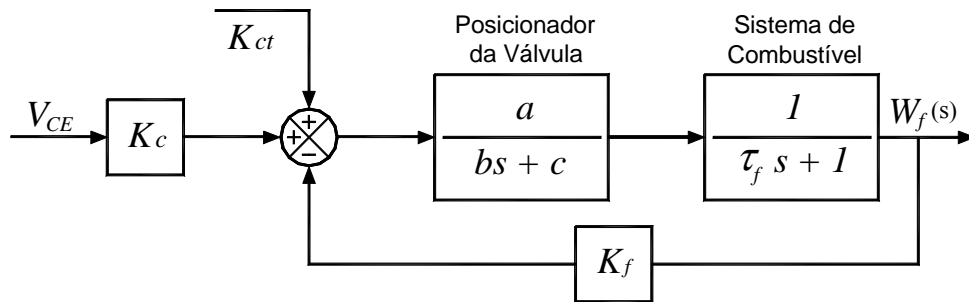 K_ct
Posicionador
da Válvula
Sistema de
Combustível
V_CE
K_c
+
+
−
a
bs + c
1
τ_f s + 1
W_f(s)
K_f